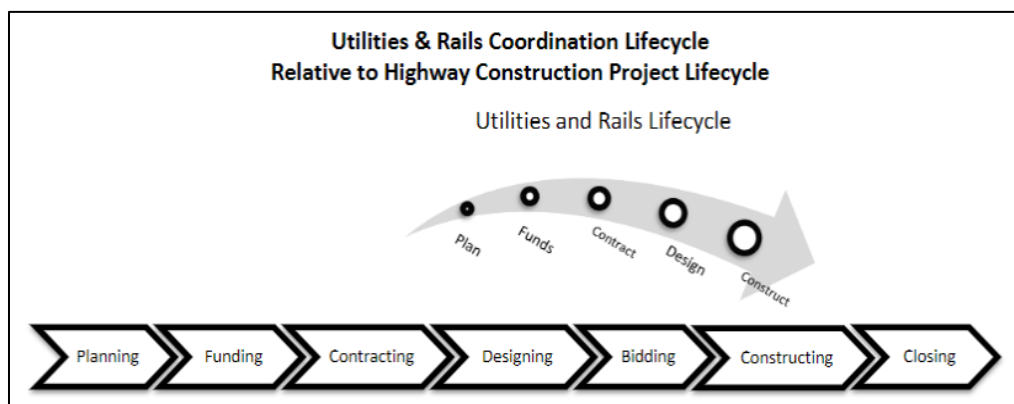 Utilities & Rails Coordination Lifecycle
Relative to Highway Construction Project Lifecycle
Utilities and Rails Lifecycle
Plan
Funds
Contract
Design
Construct
Planning
Funding
Contracting
Designing
Bidding
Constructing
Closing